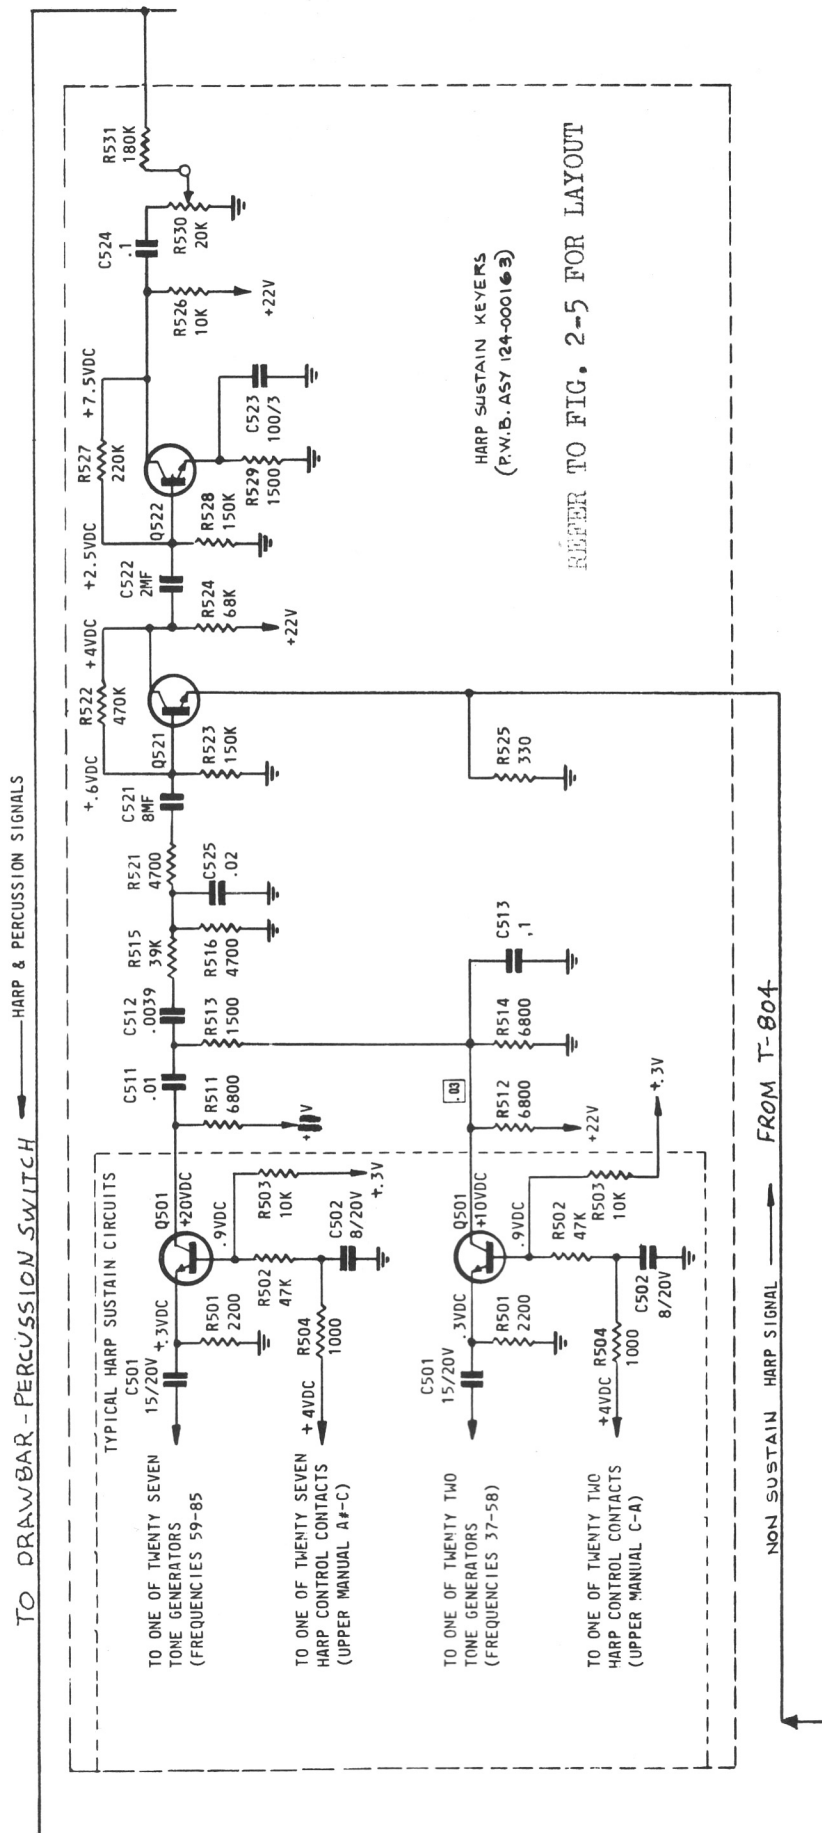 TO DRAWBAR-PERCUSSION SWITCH
HARP & PERCUSSION SIGNALS
TYPICAL HARP SUSTAIN CIRCUITS
TO ONE OF TWENTY SEVEN
TONE GENERATORS
(FREQUENCIES 59-85
C501
15/20V
+.3VDC
R501
2200
Q501
+20VDC
.9VDC
R503
10K
+.3V
R502
47K
C502
8/20V
R504
1000
+4VDC
TO ONE OF TWENTY SEVEN
HARP CONTROL CONTACTS
(UPPER MANUAL A#-C)
TO ONE OF TWENTY TWO
TONE GENERATORS
(FREQUENCIES 37-58)
C501
15/20V
.3VDC
R501
2200
Q501
+10VDC
.9VDC
R502
47K
R503
10K
+.3V
C502
8/20V
R504
1000
+4VDC
TO ONE OF TWENTY TWO
HARP CONTROL CONTACTS
(UPPER MANUAL C-A)
R511
6800
C511
.01
R513
1500
C512
.0039
R515
39K
R516
4700
R521
4700
C525
.02
C521
8MF
+.6VDC
R523
150K
Q521
R522
470K
+4VDC
R524
68K
+22V
C522
2MF
+2.5VDC
R528
150K
Q522
R527
220K
+7.5VDC
R529
1500
C523
100/3
R526
10K
+22V
C524
.1
R530
20K
R531
180K
.03
R512
6800
+22V
R514
6800
C513
.1
R525
330
HARP SUSTAIN KEYERS
(P.W.B. ASY 124-000163)
REFER TO FIG. 2-5 FOR LAYOUT
NON SUSTAIN HARP SIGNAL
FROM T-804